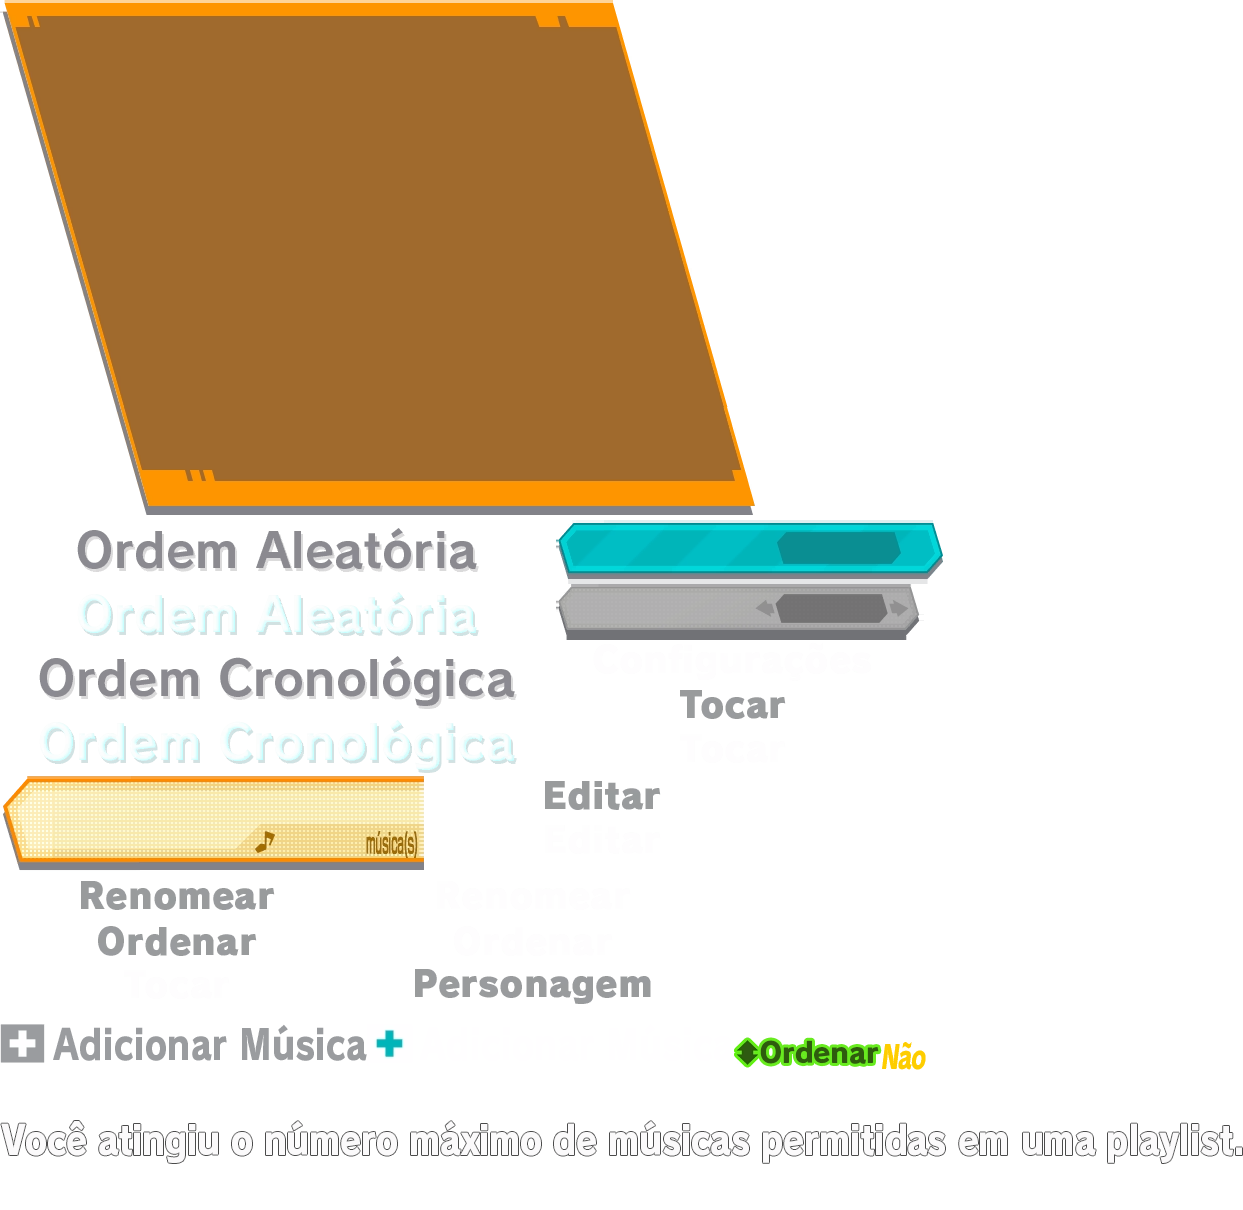 Ordem Aleatória
Ordem Aleatória
Configurações
Ordem Cronológica
Tocar
Ordem Cronológica
Tocar
Editar
música(s)
Editar
Renomear
Renomear
Ordenar
Ordenar
Tocar
Personagem
Adicionar Música
Adicionar Música
Ordenar
Não
Você atingiu o número máximo de músicas permitidas em uma playlist.